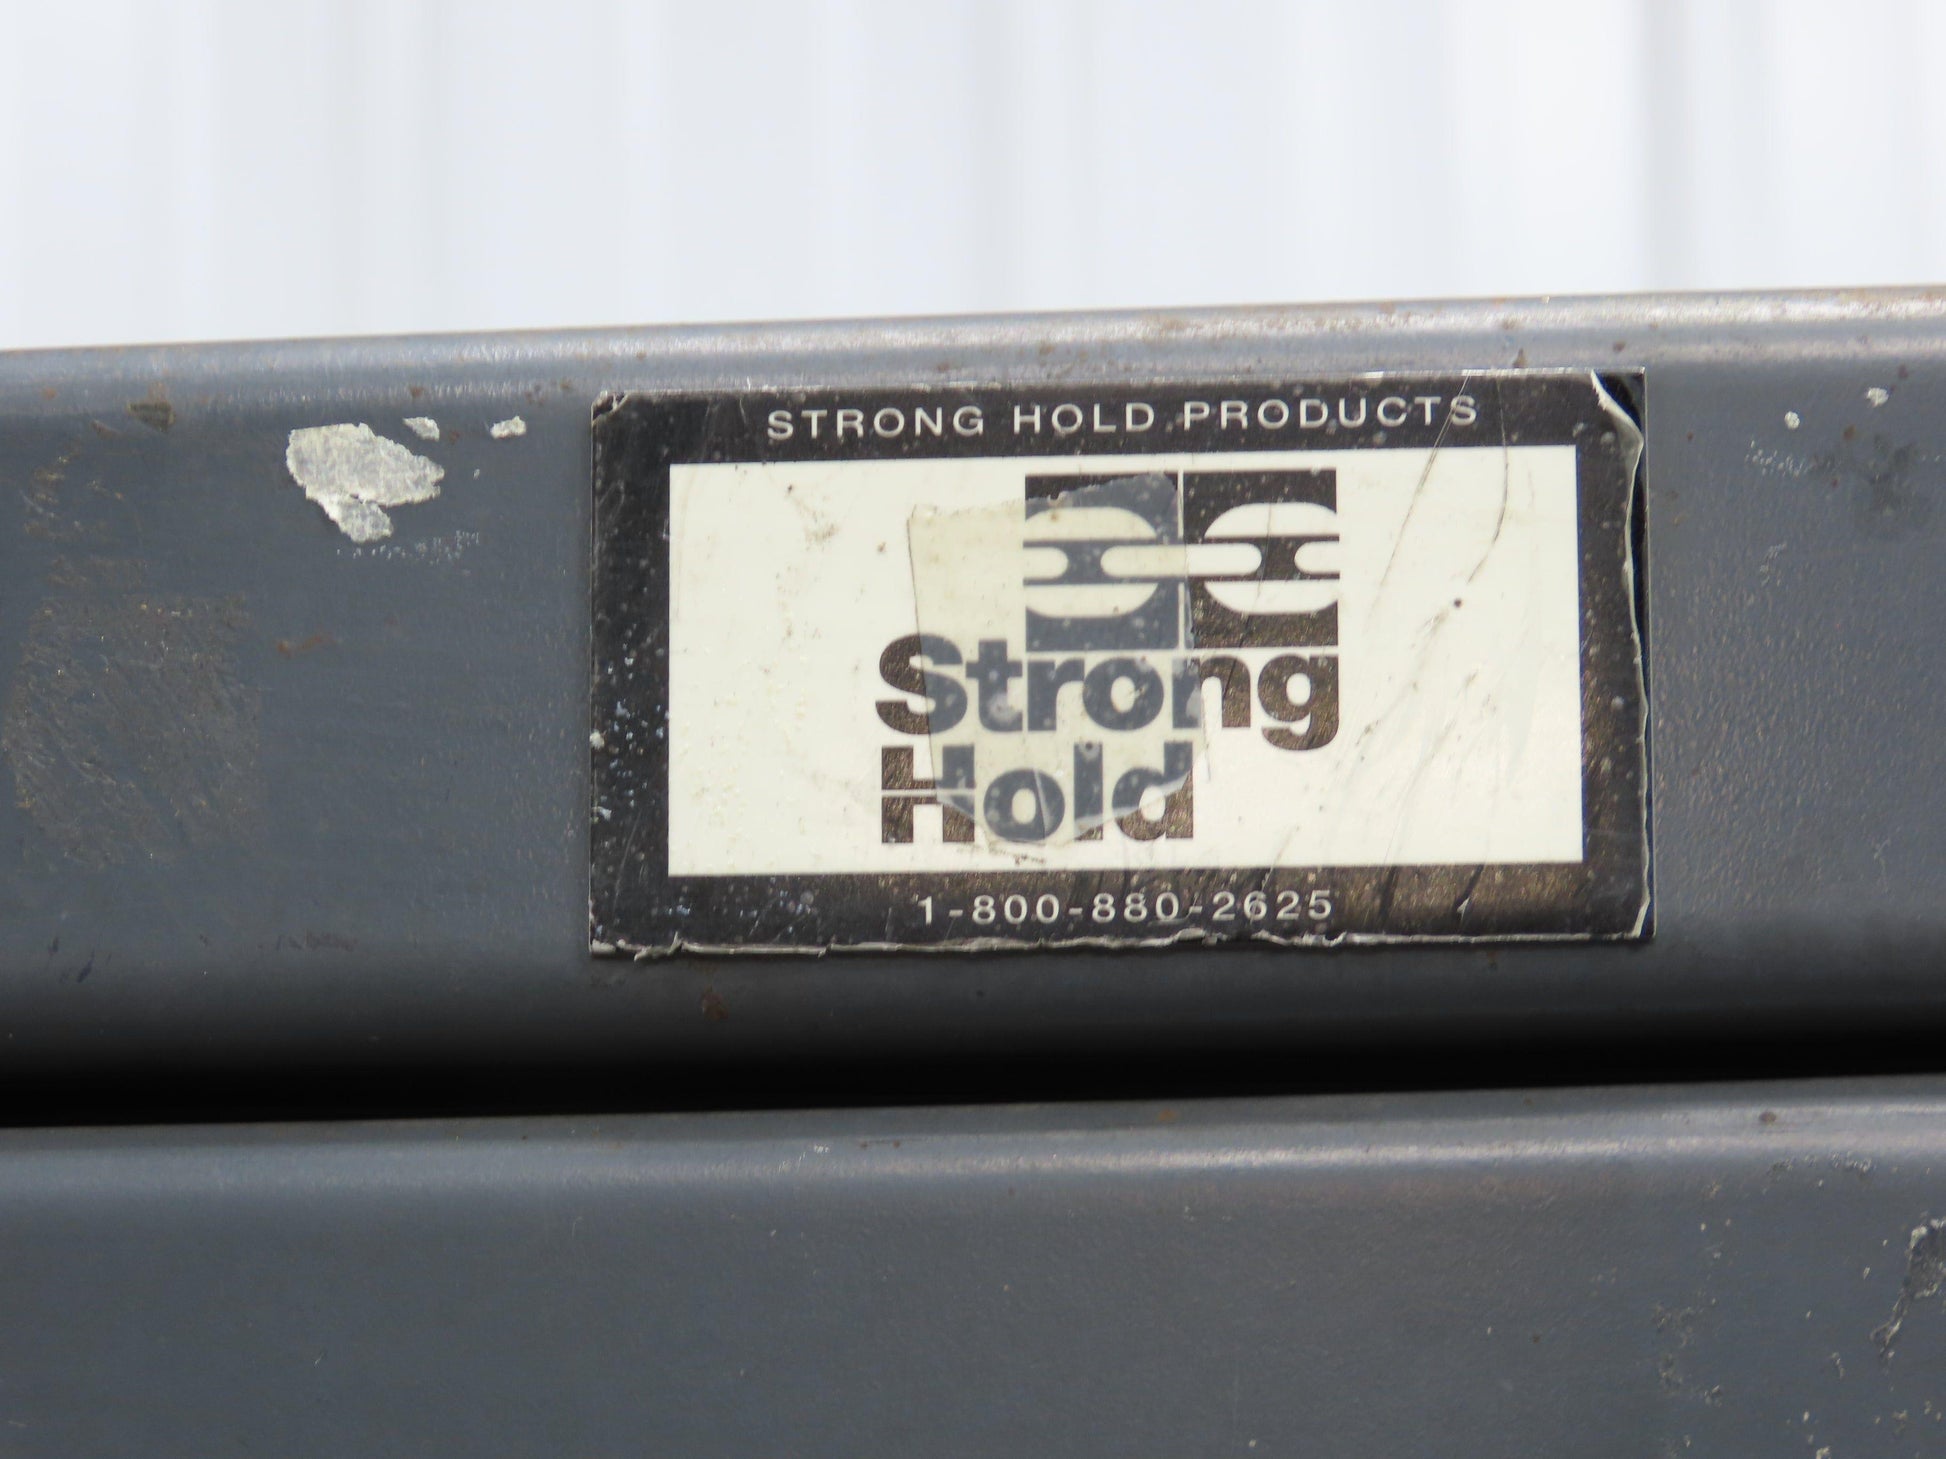 STRONG HOLD PRODUCTS
Strong
Hold
1-800-880-2625